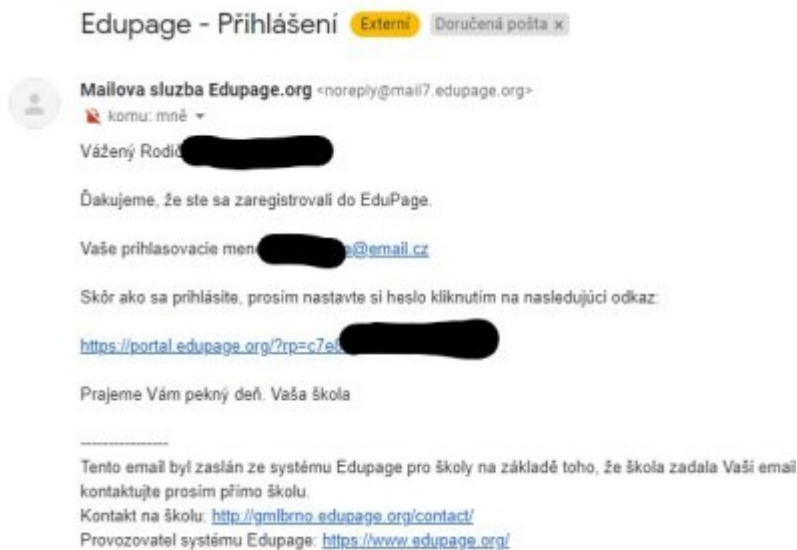 Edupage - Přihlášení Externí Doručená pošta x
Mailova sluzba Edupage.org <noreply@mail7.edupage.org>
komu: mně
Vážený Rodič
Ďakujeme, že ste sa zaregistrovali do EduPage.
Vaše prihlasovacie men @email.cz
Skôr ako sa prihlásite, prosím nastavte si heslo kliknutím na nasledujúci odkaz:
https://portal.edupage.org/?rp=c7e8
Prajeme Vám pekný deň. Vaša škola
----------------
Tento email byl zaslán ze systému Edupage pro školy na základě toho, že škola zadala Vaši email
kontaktujte prosím přímo školu.
Kontakt na školu: http://gmlbrno.edupage.org/contact/
Provozovatel systému Edupage: https://www.edupage.org/